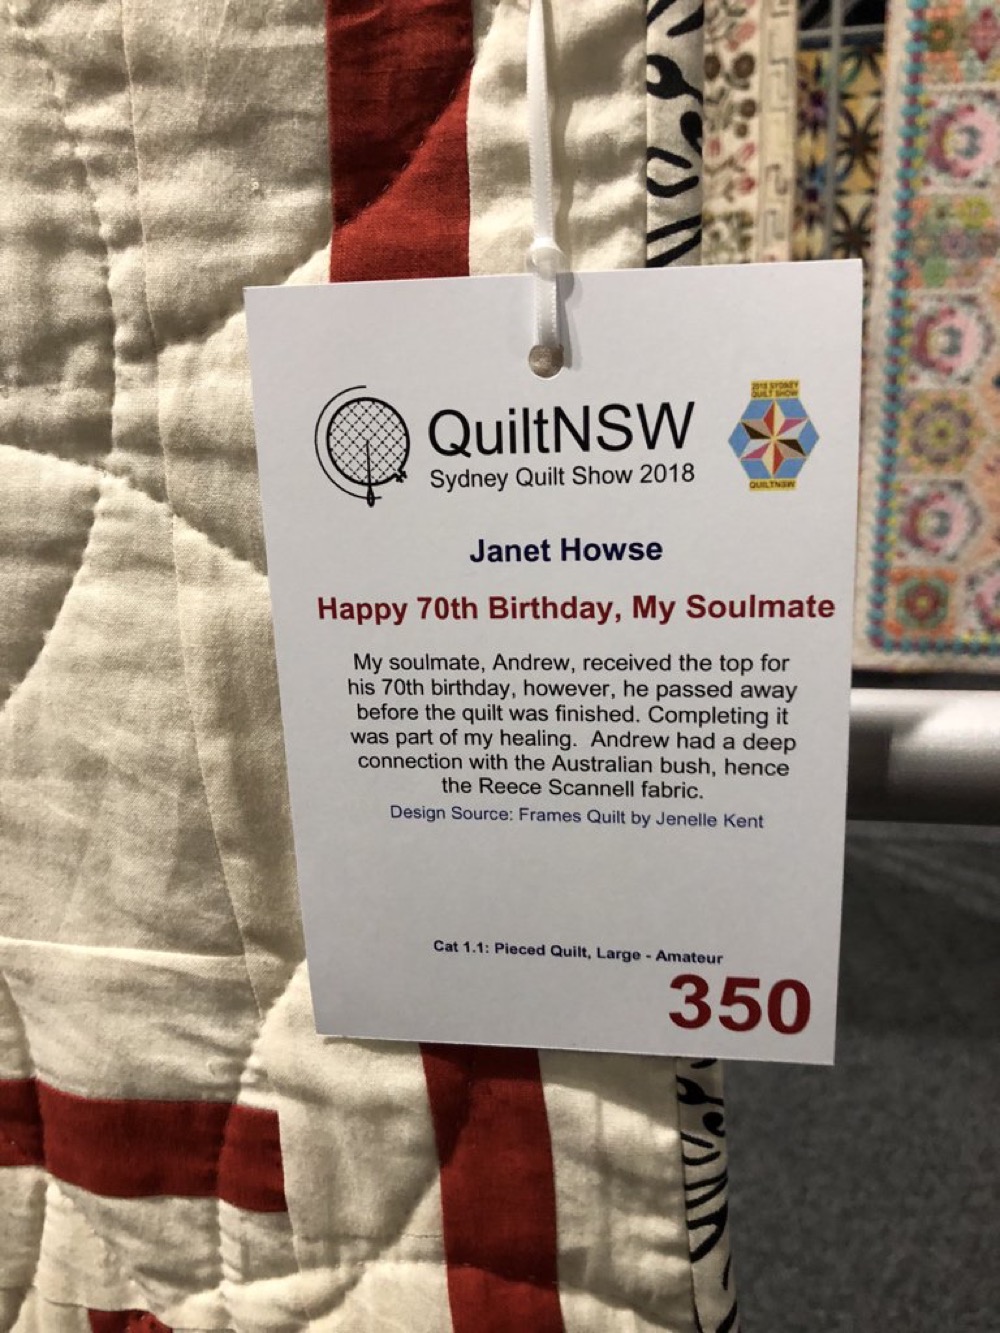 QuiltNSW
Sydney Quilt Show 2018
2018 SYDNEY
QUILT SHOW
QUILTNSW
Janet Howse
Happy 70th Birthday, My Soulmate
My soulmate, Andrew, received the top for
his 70th birthday, however, he passed away
before the quilt was finished. Completing it
was part of my healing. Andrew had a deep
connection with the Australian bush, hence
the Reece Scannell fabric.
Design Source: Frames Quilt by Jenelle Kent
Cat 1.1: Pieced Quilt, Large - Amateur
350